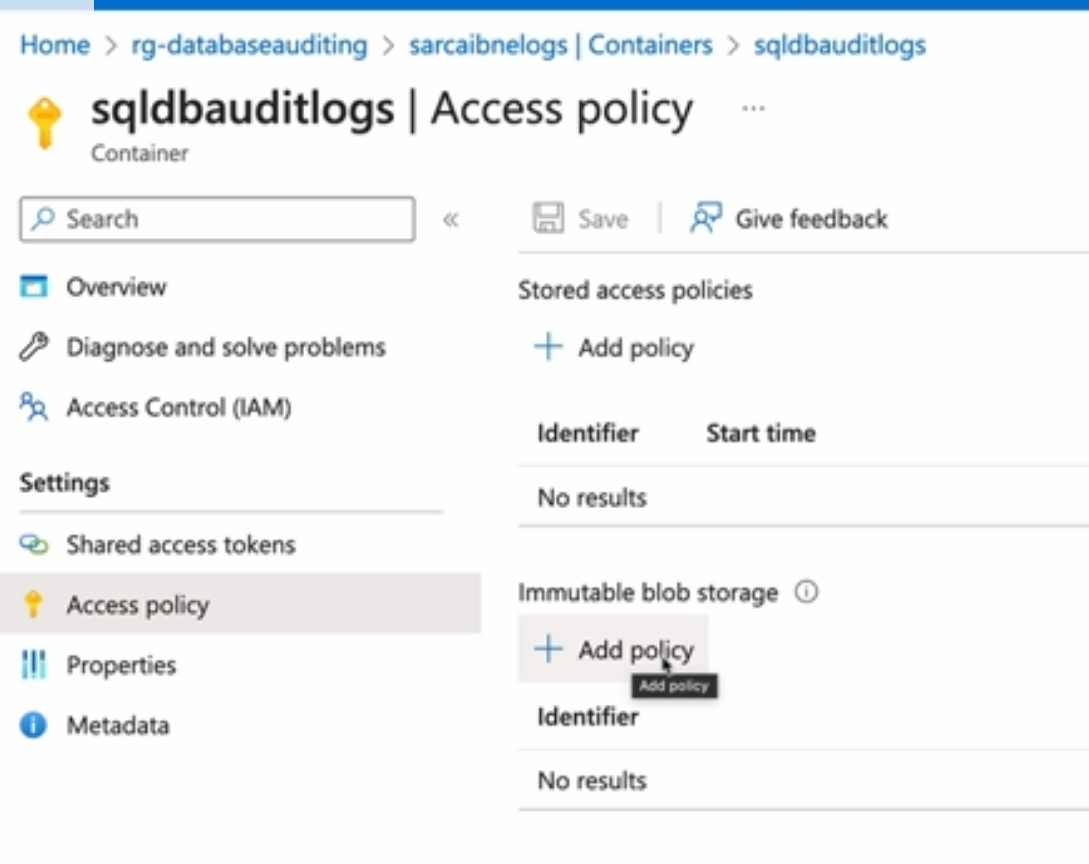 Home > rg-databaseauditing > sarcaibnelogs | Containers > sqldbauditlogs
sqldbauditlogs | Access policy ...
Container
Search «
Save | Give feedback
Overview
Diagnose and solve problems
Access Control (IAM)
Settings
Shared access tokens
Access policy
Properties
Metadata
Stored access policies
+ Add policy
Identifier Start time
No results
Immutable blob storage
+ Add policy
Add policy
Identifier
No results